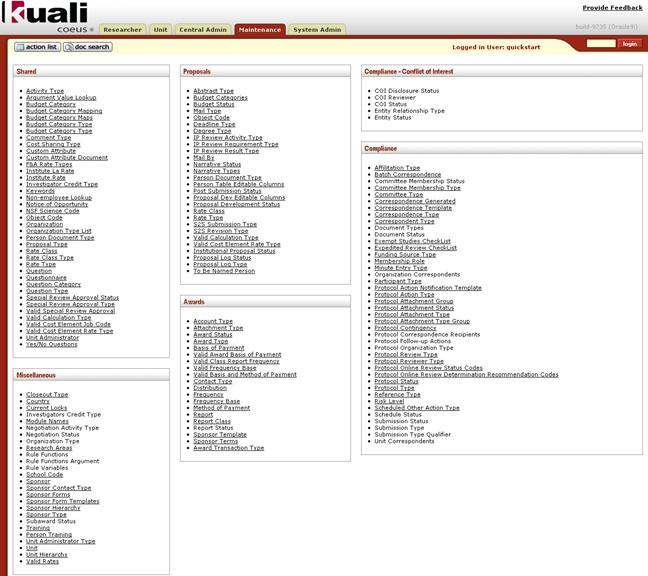 kuali
coeus
Provide Feedback
Researcher
Unit
Central Admin
Maintenance
System Admin
build-9735 (Oracle9i)
action list
doc search
Logged in User: quickstart
login
Shared
Activity Type
Argument Value Lookup
Budget Category
Budget Category Mapping
Budget Category Maps
Budget Category Type
Budget Category Type
Comment Type
Cost Sharing Type
Custom Attribute
Custom Attribute Document
F&A Rate Types
Institute La Rate
Institute Rate
Investigator Credit Type
Keywords
Non-employee Lookup
Notice of Opportunity
NSF Science Code
Object Code
Organization
Organization Type List
Person Document Type
Proposal Type
Rate Class
Rate Class Type
Rate Type
Question
Questionnaire
Question Category
Question Type
Special Review Approval Status
Special Review Approval Type
Valid Special Review Approval
Valid Calculation Type
Valid Cost Element Job Code
Valid Cost Element Rate Type
Unit Administrator
Yes/No Questions
Miscellaneous
Closeout Type
Country
Current Locks
Investigators Credit Type
Module Names
Negotiation Activity Type
Negotiation Status
Organization Type
Research Areas
Rule Functions
Rule Functions Argument
Rule Variables
School Code
Sponsor
Sponsor Contact Type
Sponsor Forms
Sponsor Form Templates
Sponsor Hierarchy
Sponsor Type
Subaward Status
Training
Person Training
Unit Administrator Type
Unit
Unit Hierarchy
Valid Rates
Proposals
Abstract Type
Budget Categories
Budget Status
Mail Type
Object Code
Deadline Type
Degree Type
IP Review Activity Type
IP Review Requirement Type
IP Review Result Type
Mail By
Narrative Status
Narrative Types
Person Document Type
Person Table Editable Columns
Post Submission Status
Proposal Dev Editable Columns
Proposal Development Status
Rate Class
Rate Type
S2S Submission Type
S2S Revision Type
Valid Calculation Type
Valid Cost Element Rate Type
Institutional Proposal Status
Proposal Log Status
Proposal Log Type
To Be Named Person
Awards
Account Type
Attachment Type
Award Status
Award Type
Basis of Payment
Valid Award Basis of Payment
Valid Class Report Frequency
Valid Frequency Base
Valid Basis and Method of Payment
Contact Type
Distribution
Frequency
Frequency Base
Method of Payment
Report
Report Class
Report Status
Sponsor Template
Sponsor Terms
Award Transaction Type
Compliance - Conflict of Interest
COI Disclosure Status
COI Reviewer
COI Status
Entity Relationship Type
Entity Status
Compliance
Affilitation Type
Batch Correspondence
Committee Membership Status
Committee Membership Type
Committee Type
Correspondence Generated
Correspondence Template
Correspondence Type
Correspondent Type
Document Types
Document Status
Exempt Studies CheckList
Expedited Review CheckList
Funding Source Type
Membership Role
Minute Entry Type
Organization Correspondents
Participant Type
Protocol Action Notification Template
Protocol Action Type
Protocol Attachment Group
Protocol Attachment Status
Protocol Attachment Type
Protocol Attachment Type Group
Protocol Contingency
Protocol Correspondence Recipients
Protocol Follow-up Actions
Protocol Organization Type
Protocol Review Type
Protocol Reviewer Type
Protocol Online Review Status Codes
Protocol Online Review Determination Recommendation Codes
Protocol Status
Protocol Type
Reference Type
Risk Level
Scheduled Other Action Type
Schedule Status
Submission Status
Submission Type
Submission Type Qualifier
Unit Correspondents